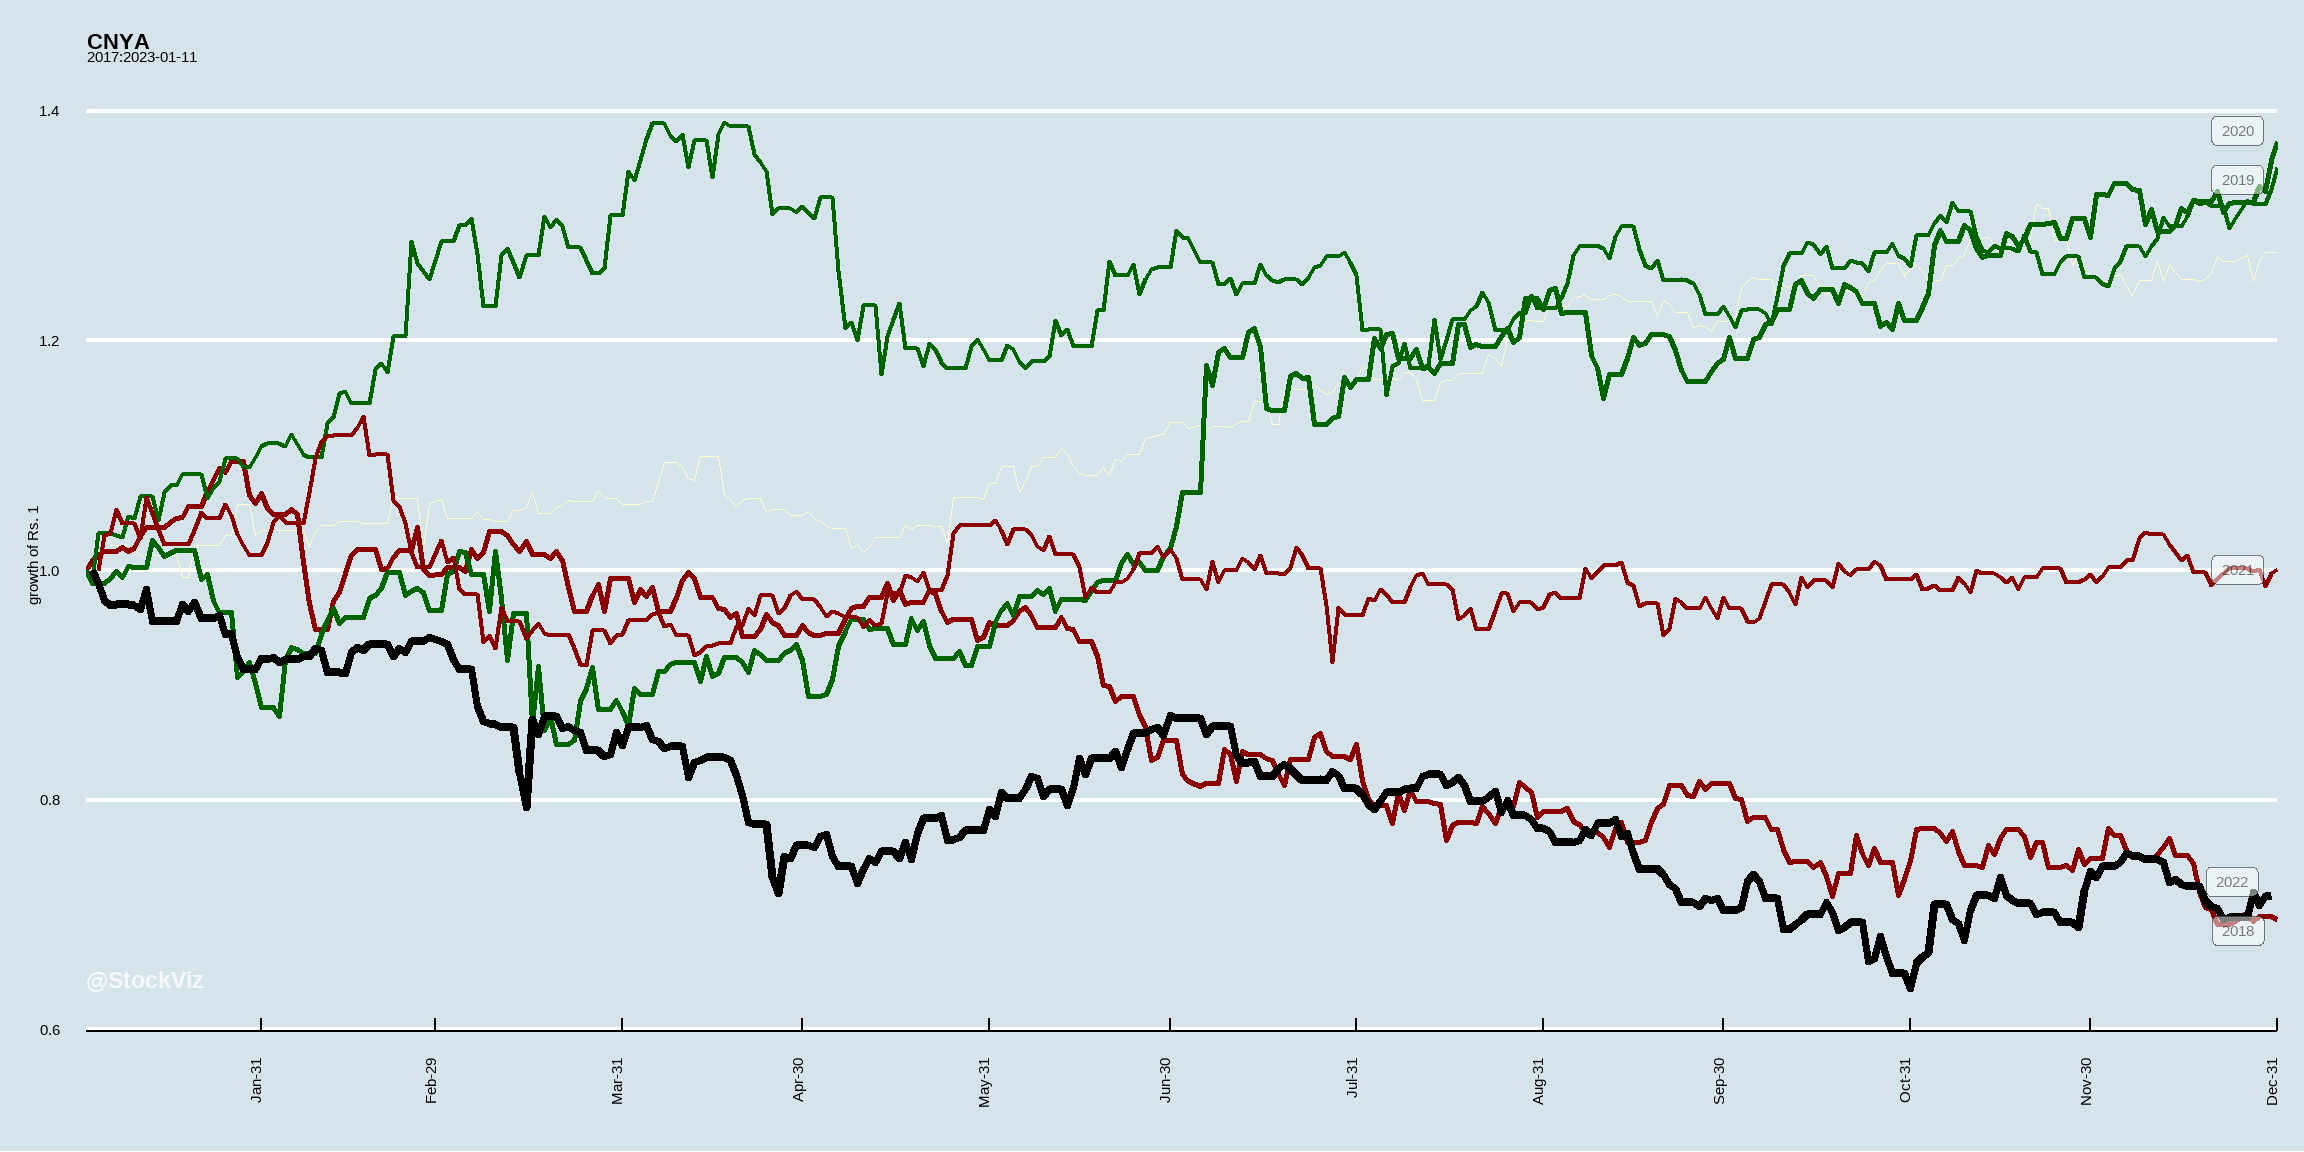 CNYA
2017:2023-01-11
growth of Rs. 1
1.4
1.2
1.0
0.8
0.6
2020
2019
2021
2022
2018
@StockViz
Jan-31
Feb-29
Mar-31
Apr-30
May-31
Jun-30
Jul-31
Aug-31
Sep-30
Oct-31
Nov-30
Dec-31